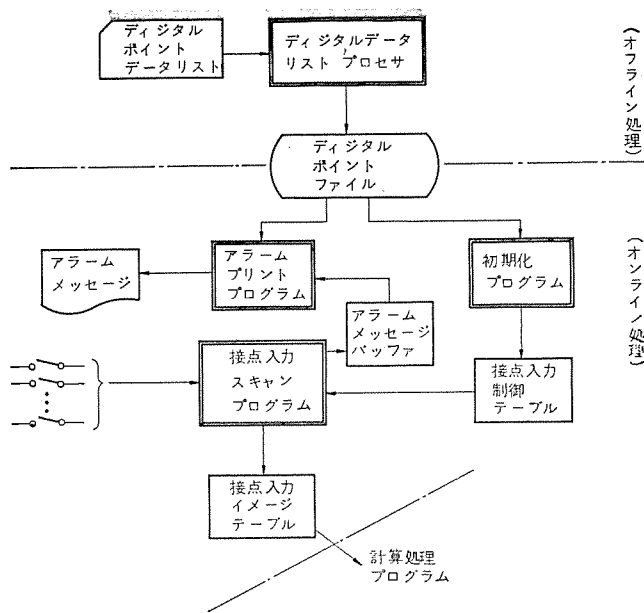 ディジタル
ポイント
データリスト
ディジタルデータ
リスト プロセサ
(オフライン処理)
ディジタル
ポイント
ファイル
アラーム
メッセージ
アラーム
プリント
プログラム
初期化
プログラム
(オンライン処理)
アラーム
メッセージ
バッファ
接点入力
スキャン
プログラム
接点入力
制御
テーブル
接点入力
イメージ
テーブル
計算処理
プログラム